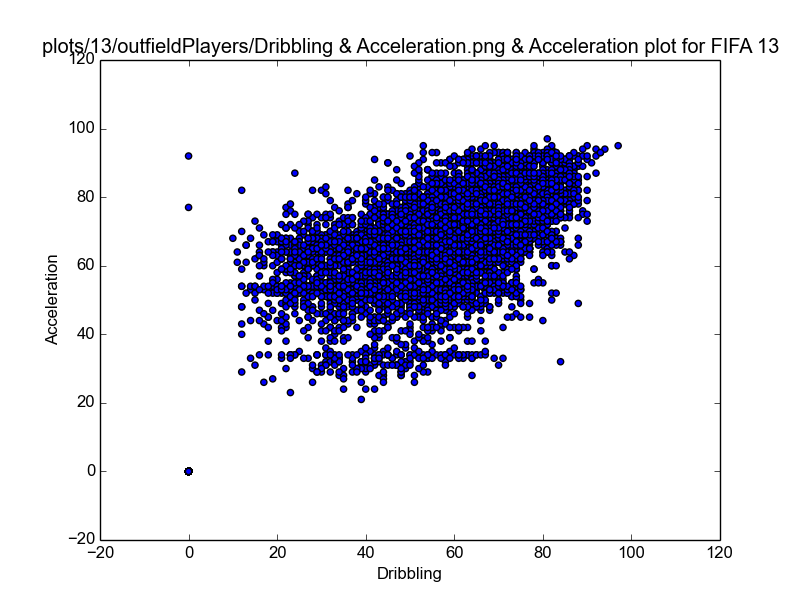 plots/13/outfieldPlayers/Dribbling & Acceleration.png & Acceleration plot for FIFA 13
120
100
80
60
40
20
0
−20
Acceleration
−20 0 20 40 60 80 100 120
Dribbling